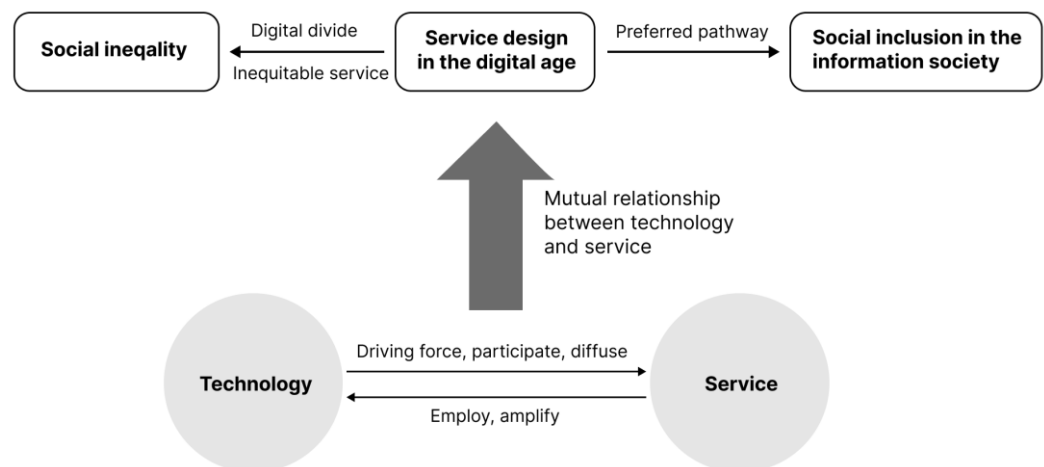 Social ineqality
Digital divide
Inequitable service
Service design
in the digital age
Preferred pathway
Social inclusion in the
information society
Mutual relationship
between technology
and service
Technology
Driving force, participate, diffuse
Employ, amplify
Service